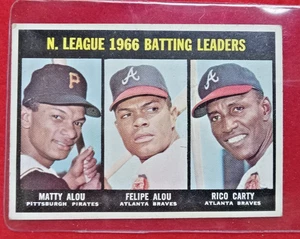 N. LEAGUE 1966 BATTING LEADERS
P
A
A
MATTY ALOU
PITTSBURGH PIRATES
FELIPE ALOU
ATLANTA BRAVES
RICO CARTY
ATLANTA BRAVES